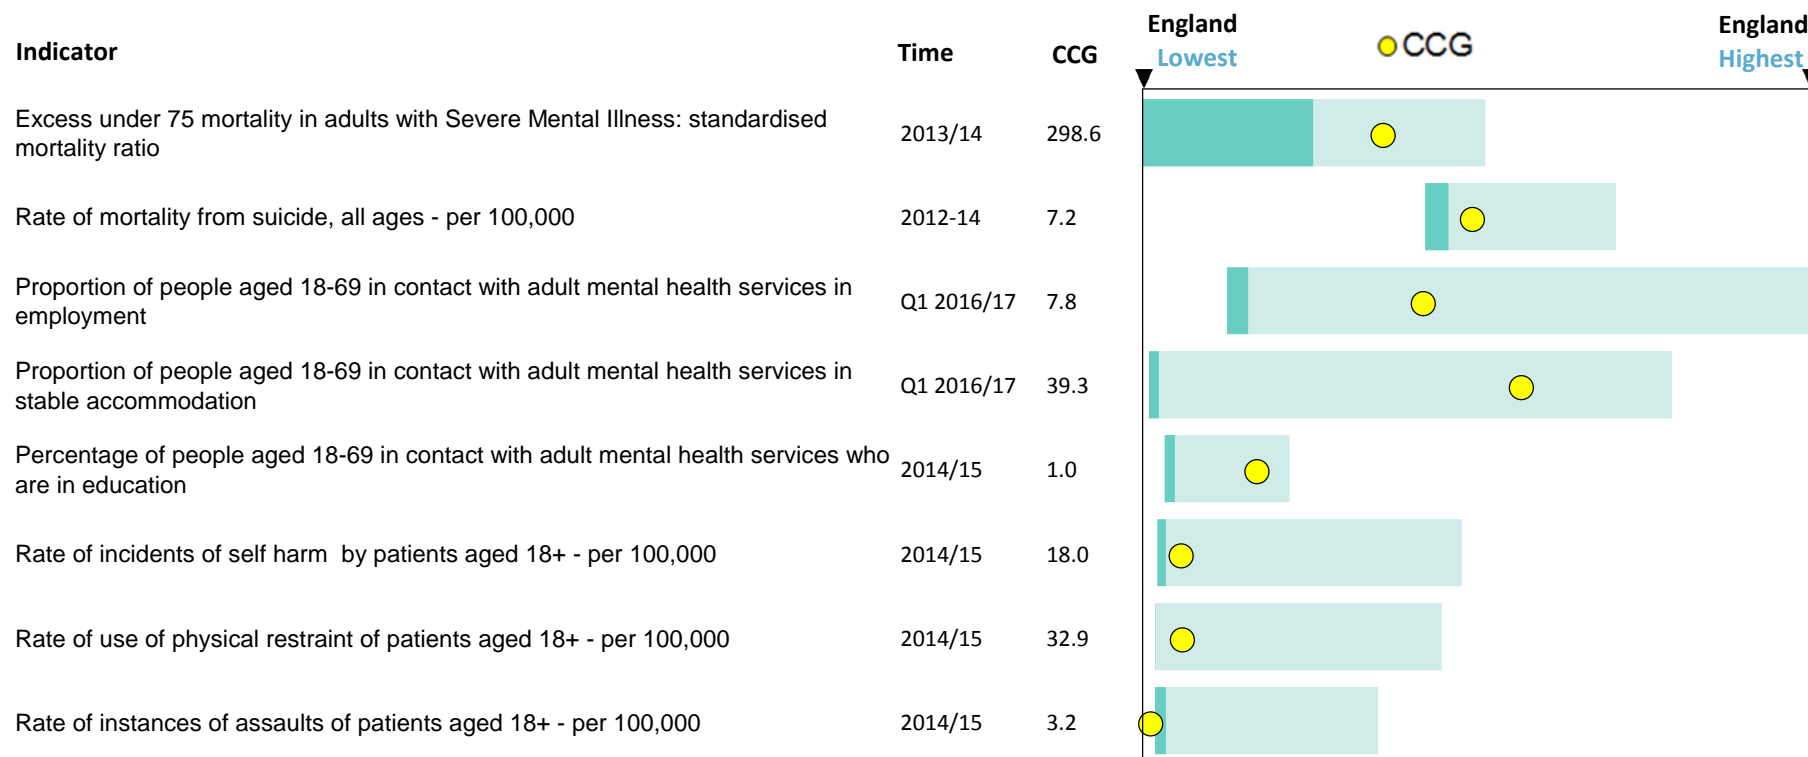 Indicator Time CCG England Lowest CCG England Highest
Excess under 75 mortality in adults with Severe Mental Illness: standardised
mortality ratio
2013/14 298.6
Rate of mortality from suicide, all ages - per 100,000 2012-14 7.2
Proportion of people aged 18-69 in contact with adult mental health services in
employment
Q1 2016/17 7.8
Proportion of people aged 18-69 in contact with adult mental health services in
stable accommodation
Q1 2016/17 39.3
Percentage of people aged 18-69 in contact with adult mental health services who
are in education
2014/15 1.0
Rate of incidents of self harm  by patients aged 18+ - per 100,000 2014/15 18.0
Rate of use of physical restraint of patients aged 18+ - per 100,000 2014/15 32.9
Rate of instances of assaults of patients aged 18+ - per 100,000 2014/15 3.2